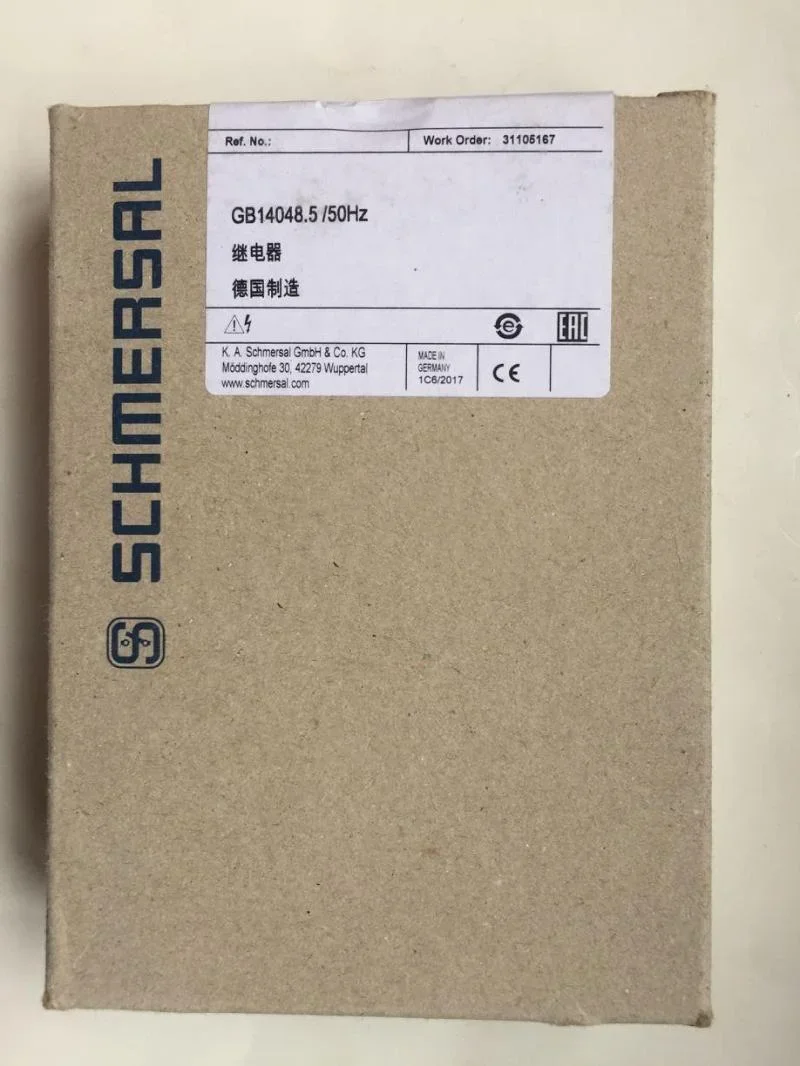 SCHMERSAL
Ref. No.:
Work Order: 31105167
GB14048.5 /50Hz
继电器
德国制造
e
EAC
K. A. Schmersal GmbH & Co. KG
Möddinghofe 30, 42279 Wuppertal
www.schmersal.com
MADE IN
GERMANY
1C6/2017
CE